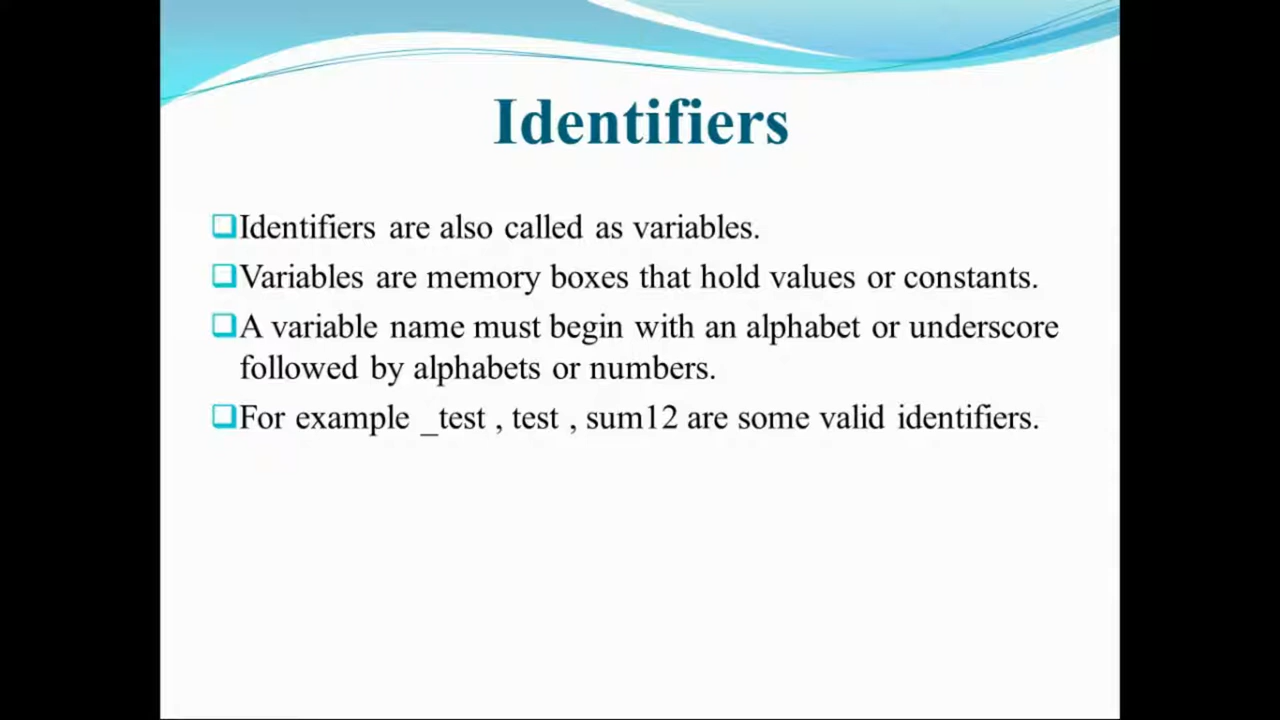 Identifiers
Identifiers are also called as variables.
Variables are memory boxes that hold values or constants.
A variable name must begin with an alphabet or underscore
followed by alphabets or numbers.
For example _test , test , sum12 are some valid identifiers.